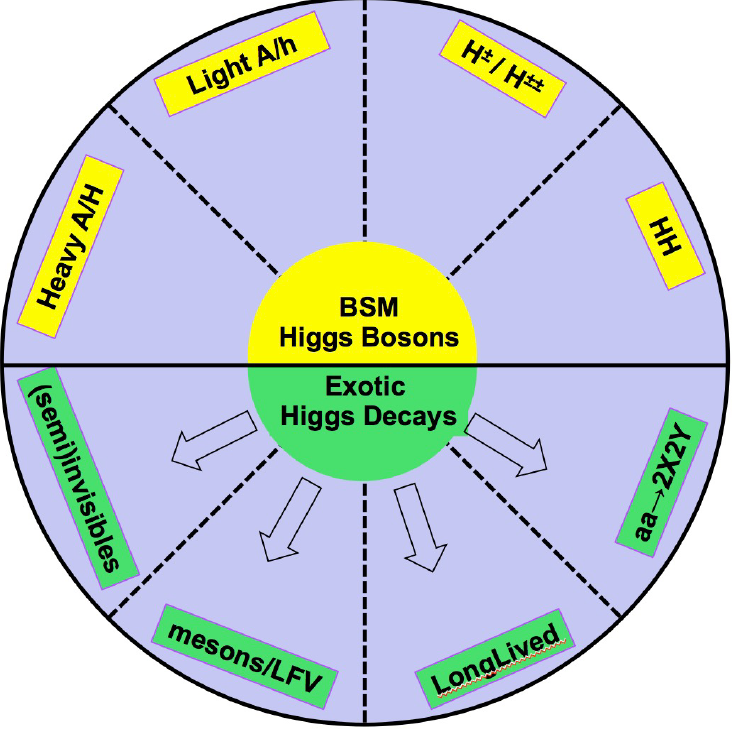 Light A/h
H± / H±±
Heavy A/H
HH
BSM
Higgs Bosons
Exotic
Higgs Decays
(semi)invisibles
aa→2X2Y
mesons/LFV
LongLived